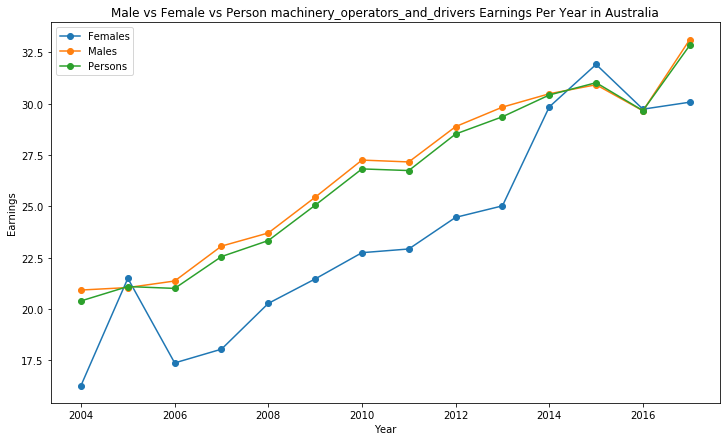 Male vs Female vs Person machinery_operators_and_drivers Earnings Per Year in Australia
Females
Males
Persons
Earnings
32.5
30.0
27.5
25.0
22.5
20.0
17.5
2004 2006 2008 2010 2012 2014 2016
Year